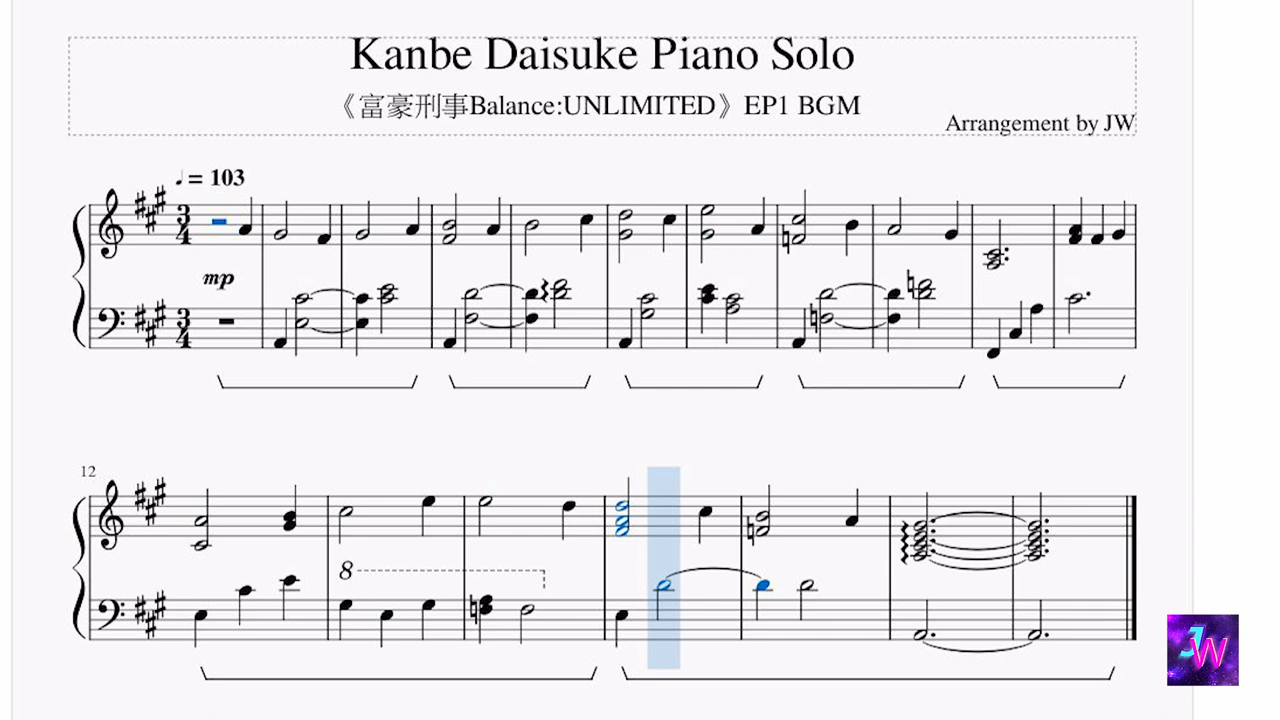 Kanbe Daisuke Piano Solo
《富豪刑事Balance:UNLIMITED》EP1 BGM
Arrangement by JW
♩ = 103
3
4
mp
3
4
12
8
JW